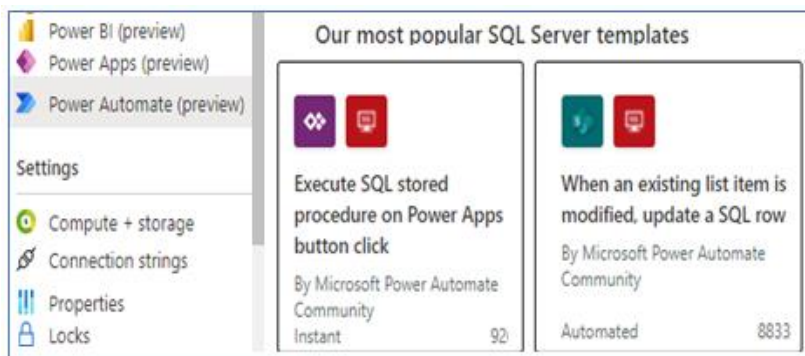 Power BI (preview)
Power Apps (preview)
Power Automate (preview)
Settings
Compute + storage
Connection strings
Properties
Locks
Our most popular SQL Server templates
Execute SQL stored
procedure on Power Apps
button click
By Microsoft Power Automate
Community
Instant
When an existing list item is
modified, update a SQL row
By Microsoft Power Automate
Community
Automated 8833